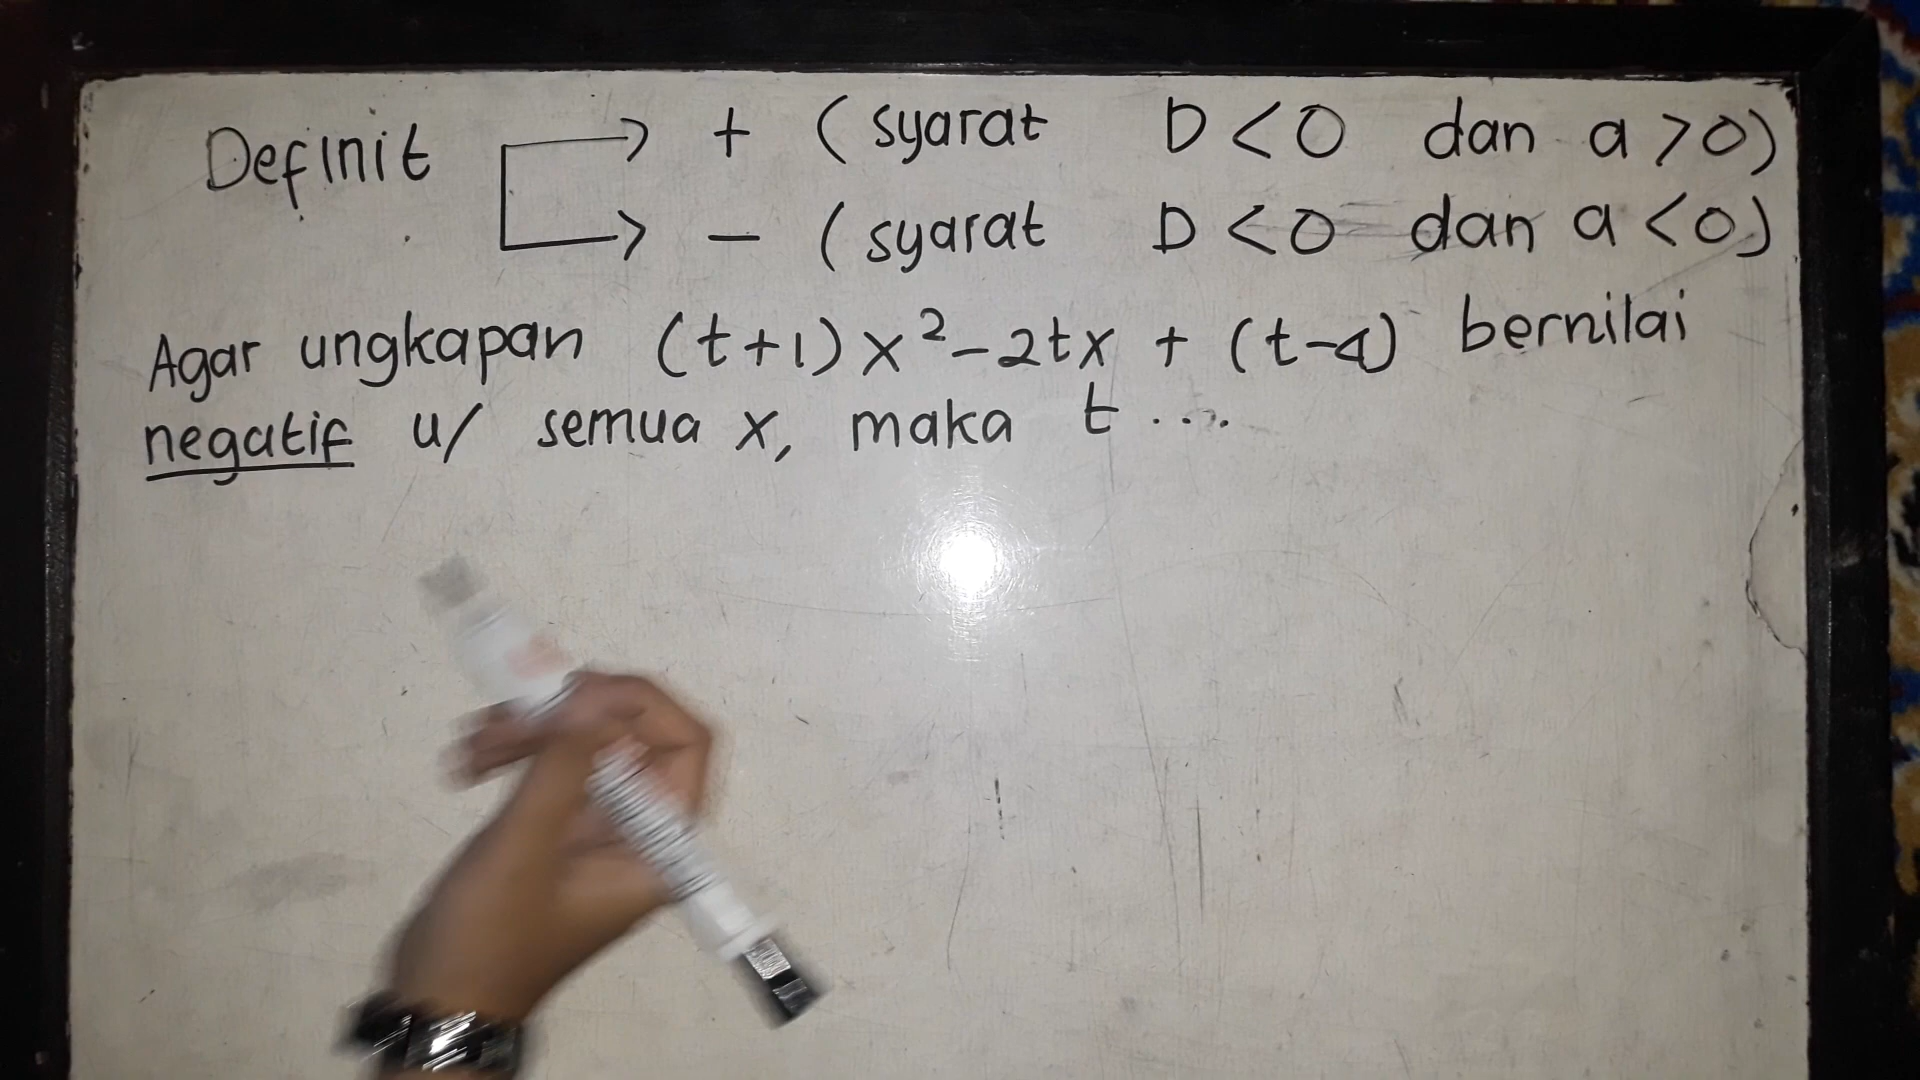 Definit → + (syarat D < 0 dan a > 0)
→ - (syarat D < 0 dan a < 0)
Agar ungkapan (t+1)x² - 2tx + (t-4) bernilai
negatif u/ semua x, maka t ...